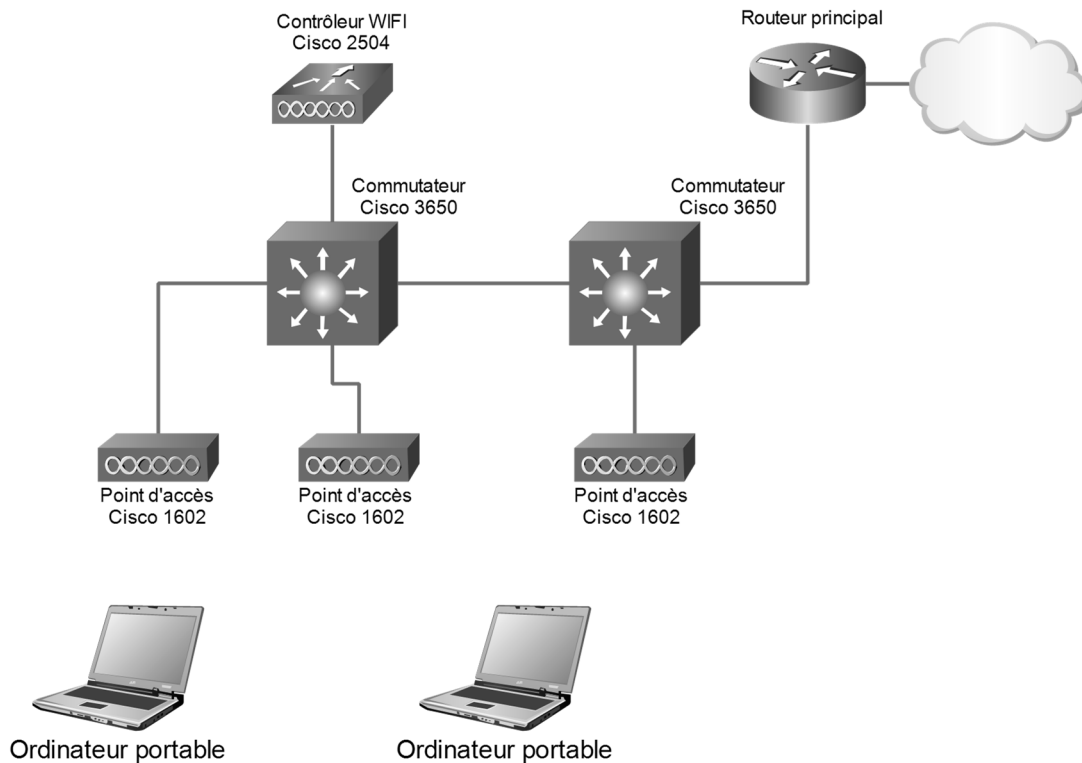 Contrôleur WIFI
Cisco 2504
Routeur principal
Commutateur
Cisco 3650
Commutateur
Cisco 3650
Point d'accès
Cisco 1602
Point d'accès
Cisco 1602
Point d'accès
Cisco 1602
Ordinateur portable
Ordinateur portable